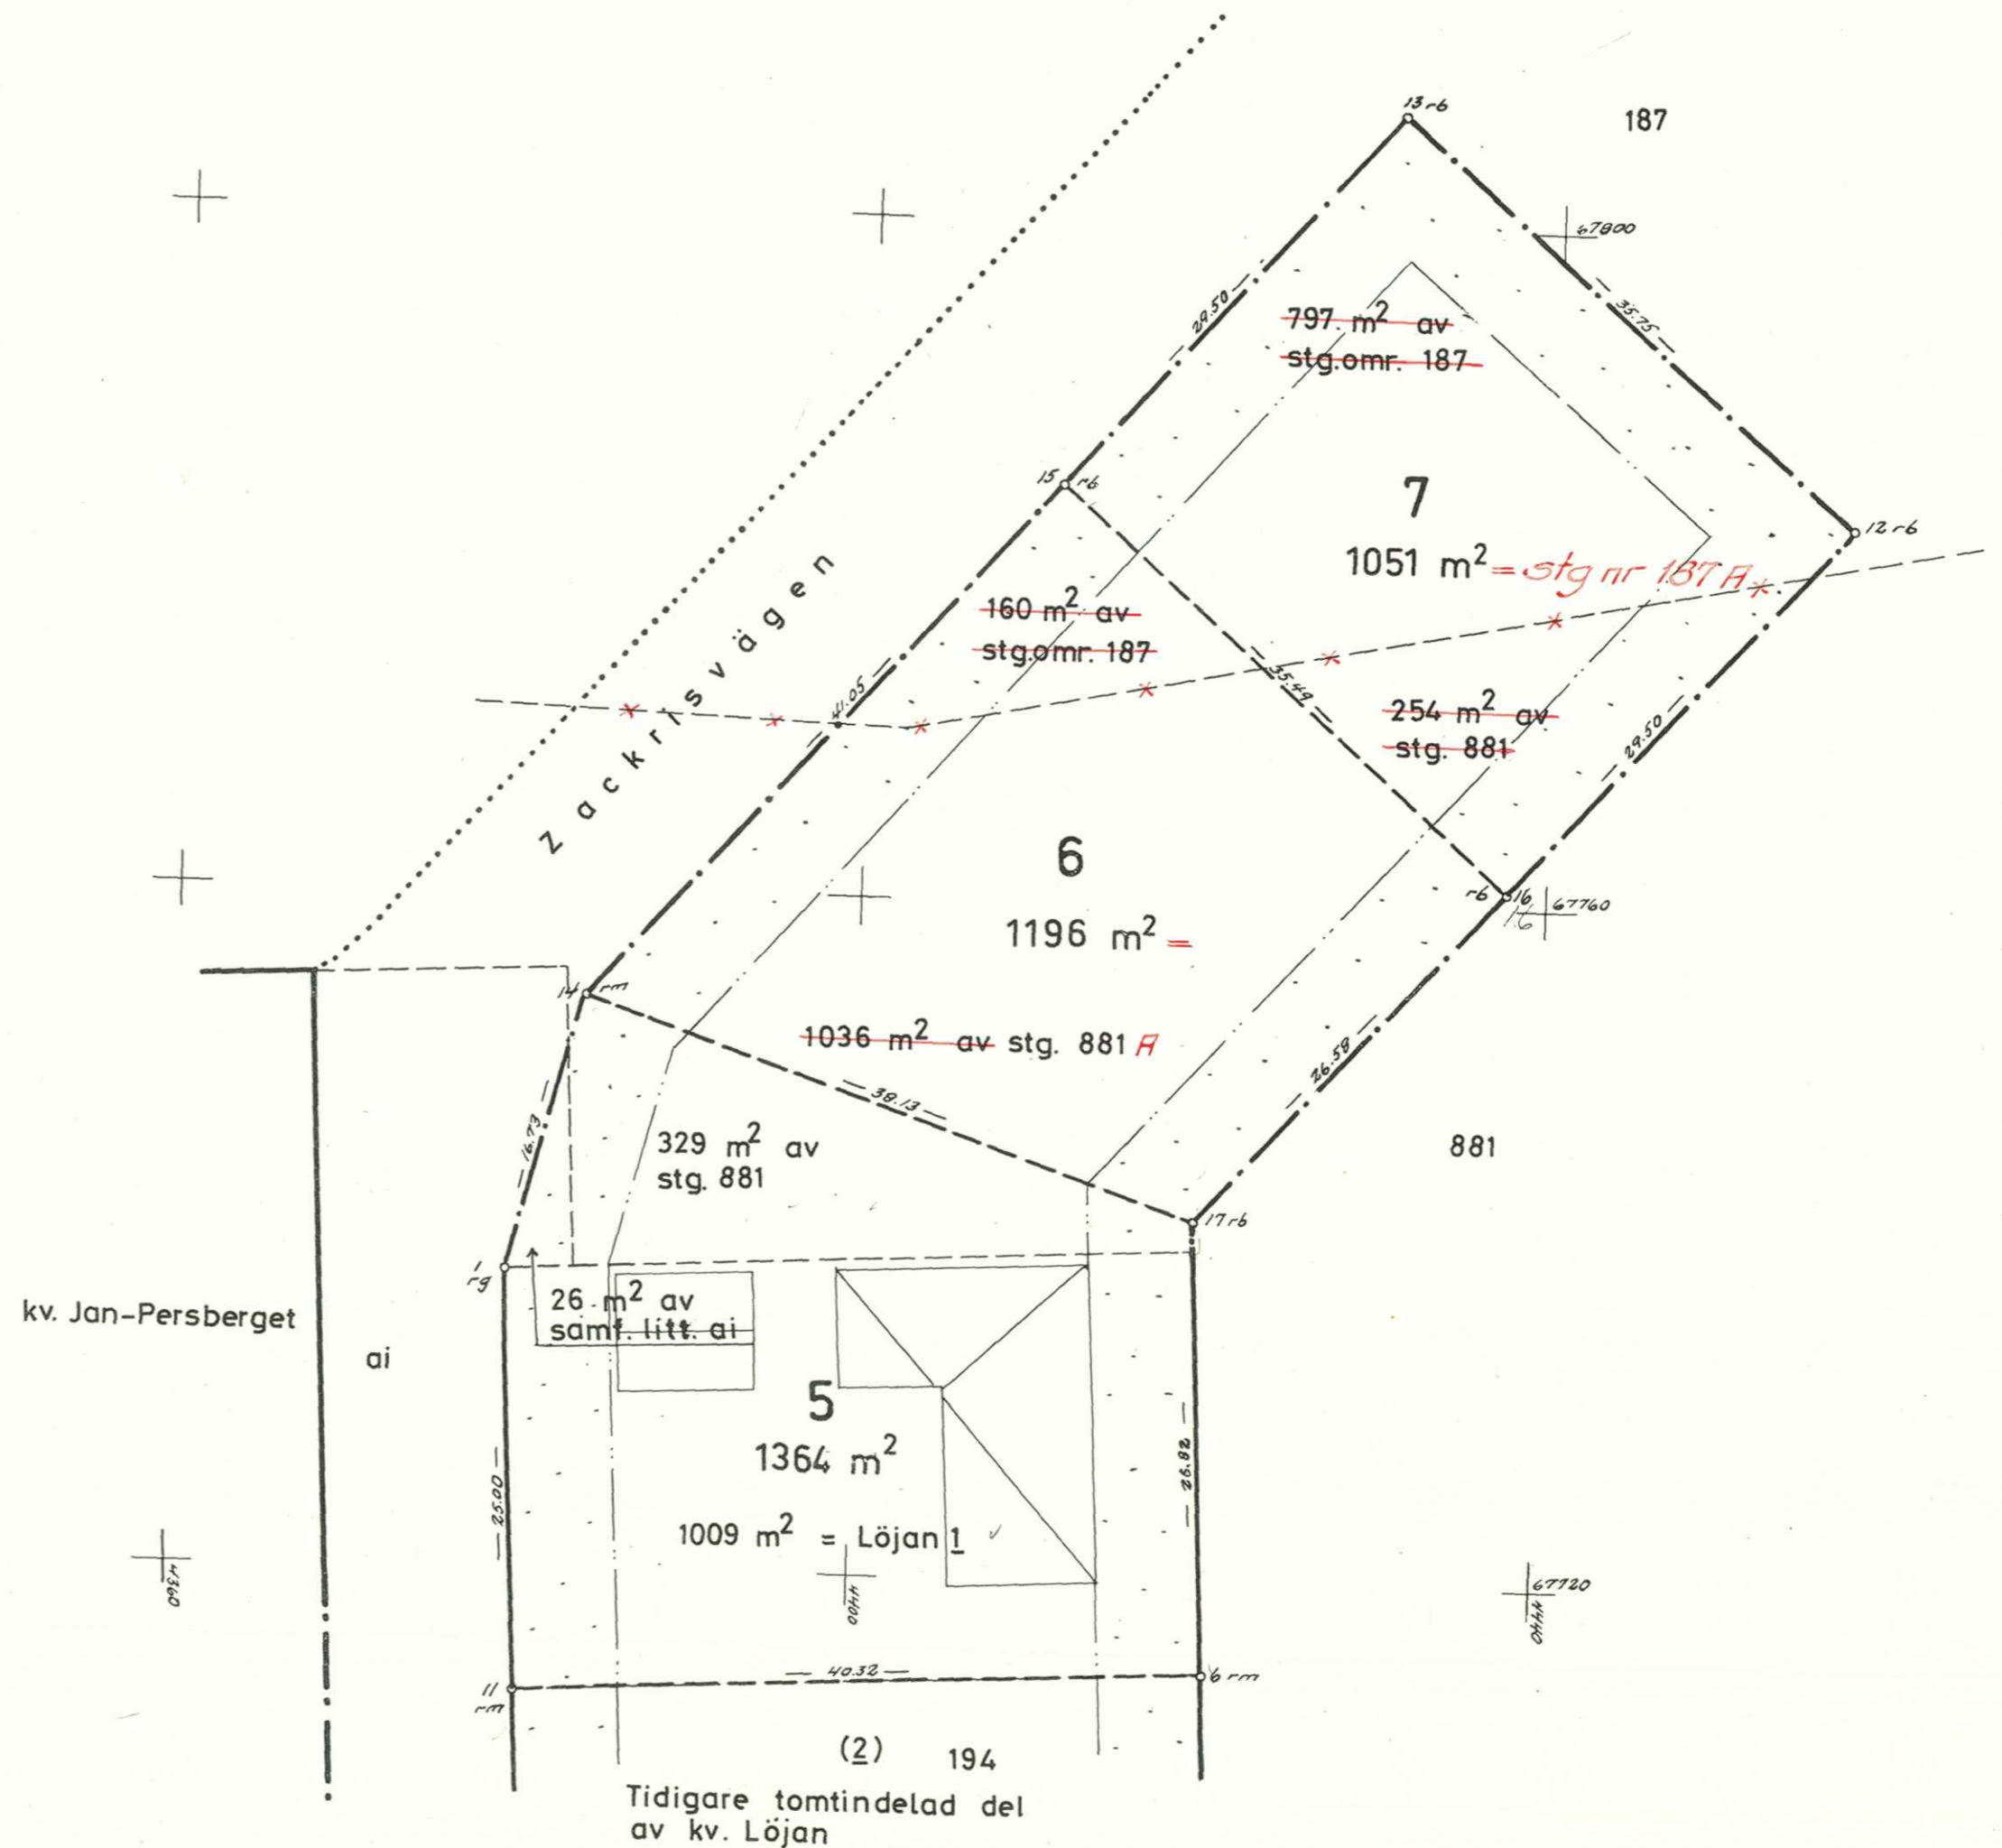 13 rb
187
67800
29.50
35.75
797. m² av
stg.omr. 187
15 rb
7
12 rb
1051 m² = stg nr 187 A
160 m² av
stg.omr. 187
Zackrisvägen
41.05
35.49
254 m² av
stg. 881
29.50
6
rb 16
16
67760
1196 m² =
14 rm
1036 m² av stg. 881 A
26.58
38.13
16.73
329 m² av
stg. 881
881
17 rb
1
rg
26 m² av
samf. litt. ai
kv. Jan-Persberget
ai
5
1364 m²
25.00
26.82
1009 m² = Löjan 1
4360
4400
67720
4440
40.32
11
rm
6 rm
(2) 194
Tidigare tomtindelad del
av kv. Löjan